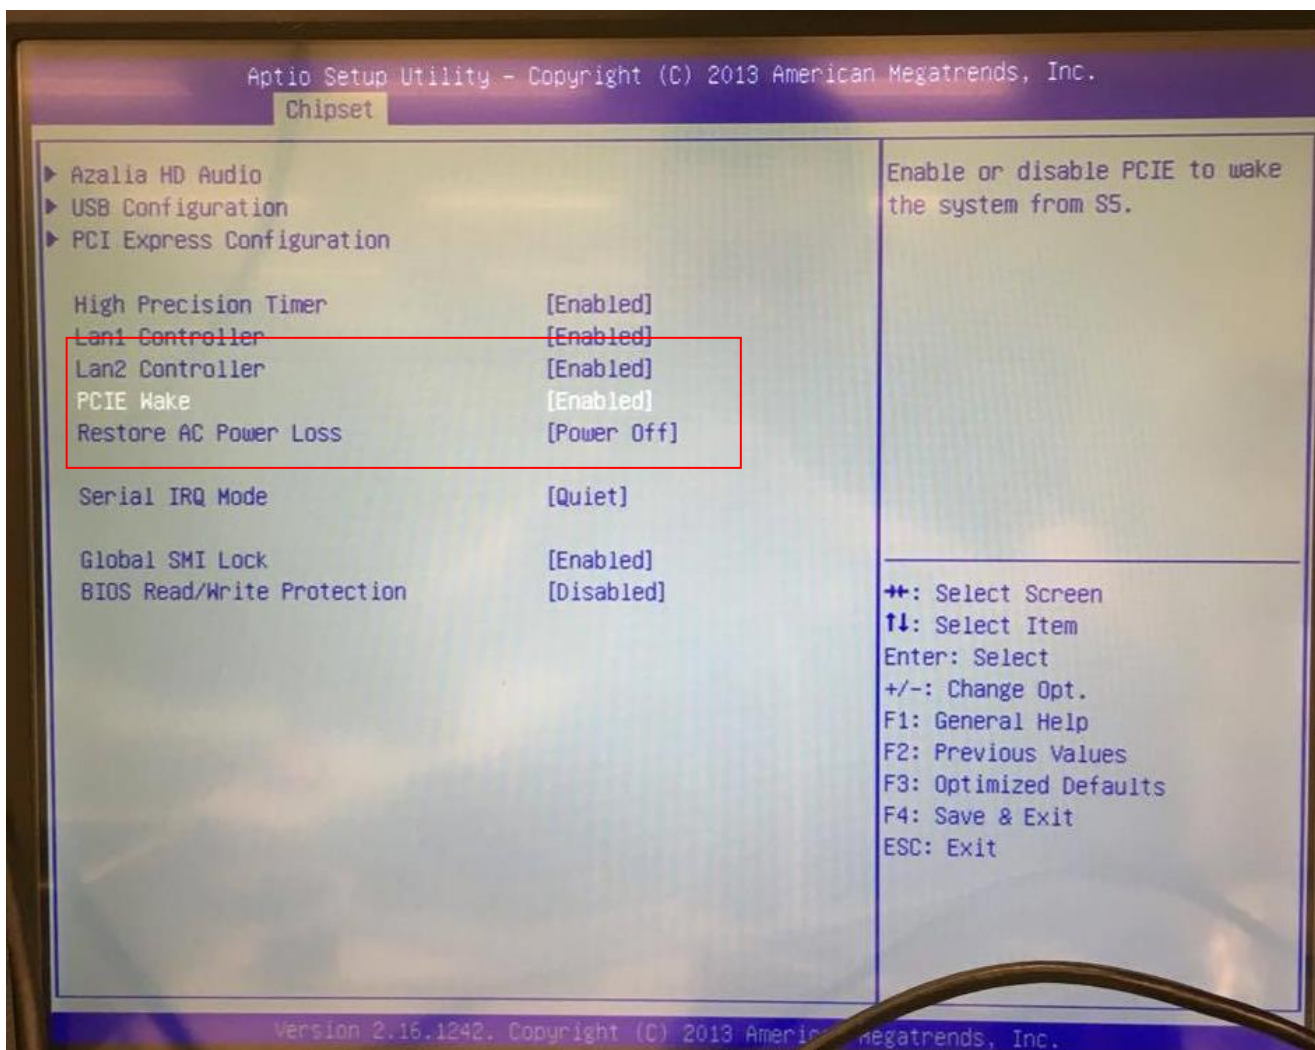 Aptio Setup Utility – Copyright (C) 2013 American Megatrends, Inc.
Chipset
Azalia HD Audio
USB Configuration
PCI Express Configuration
High Precision Timer [Enabled]
Lan1 Controller [Enabled]
Lan2 Controller [Enabled]
PCIE Wake [Enabled]
Restore AC Power Loss [Power Off]
Serial IRQ Mode [Quiet]
Global SMI Lock [Enabled]
BIOS Read/Write Protection [Disabled]
Enable or disable PCIE to wake
the system from S5.
→←: Select Screen
↑↓: Select Item
Enter: Select
+/-: Change Opt.
F1: General Help
F2: Previous Values
F3: Optimized Defaults
F4: Save & Exit
ESC: Exit
Version 2.16.1242. Copyright (C) 2013 Megatrends, Inc.